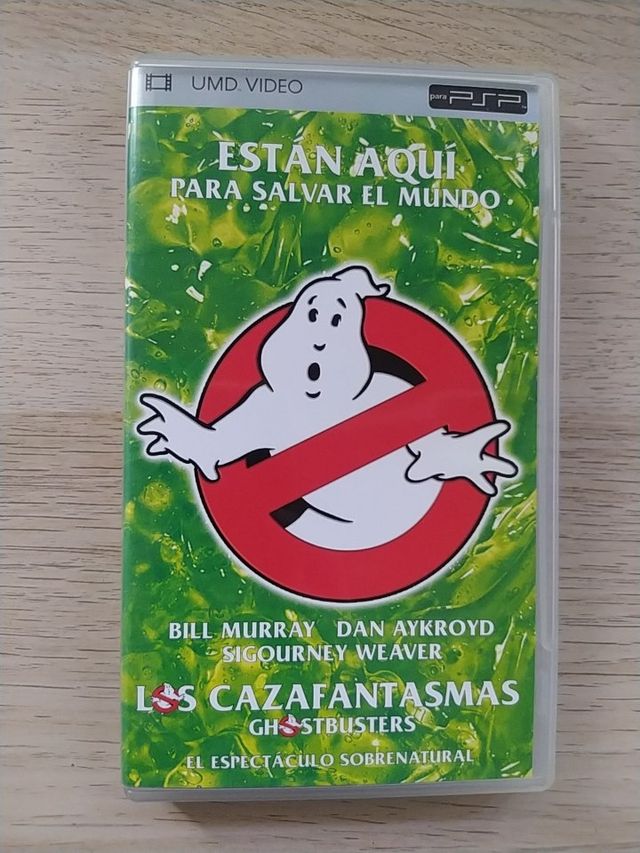 UMD VIDEO
para PSP
ESTÁN AQUÍ
PARA SALVAR EL MUNDO
BILL MURRAY DAN AYKROYD
SIGOURNEY WEAVER
LOS CAZAFANTASMAS
GHOSTBUSTERS
EL ESPECTÁCULO SOBRENATURAL